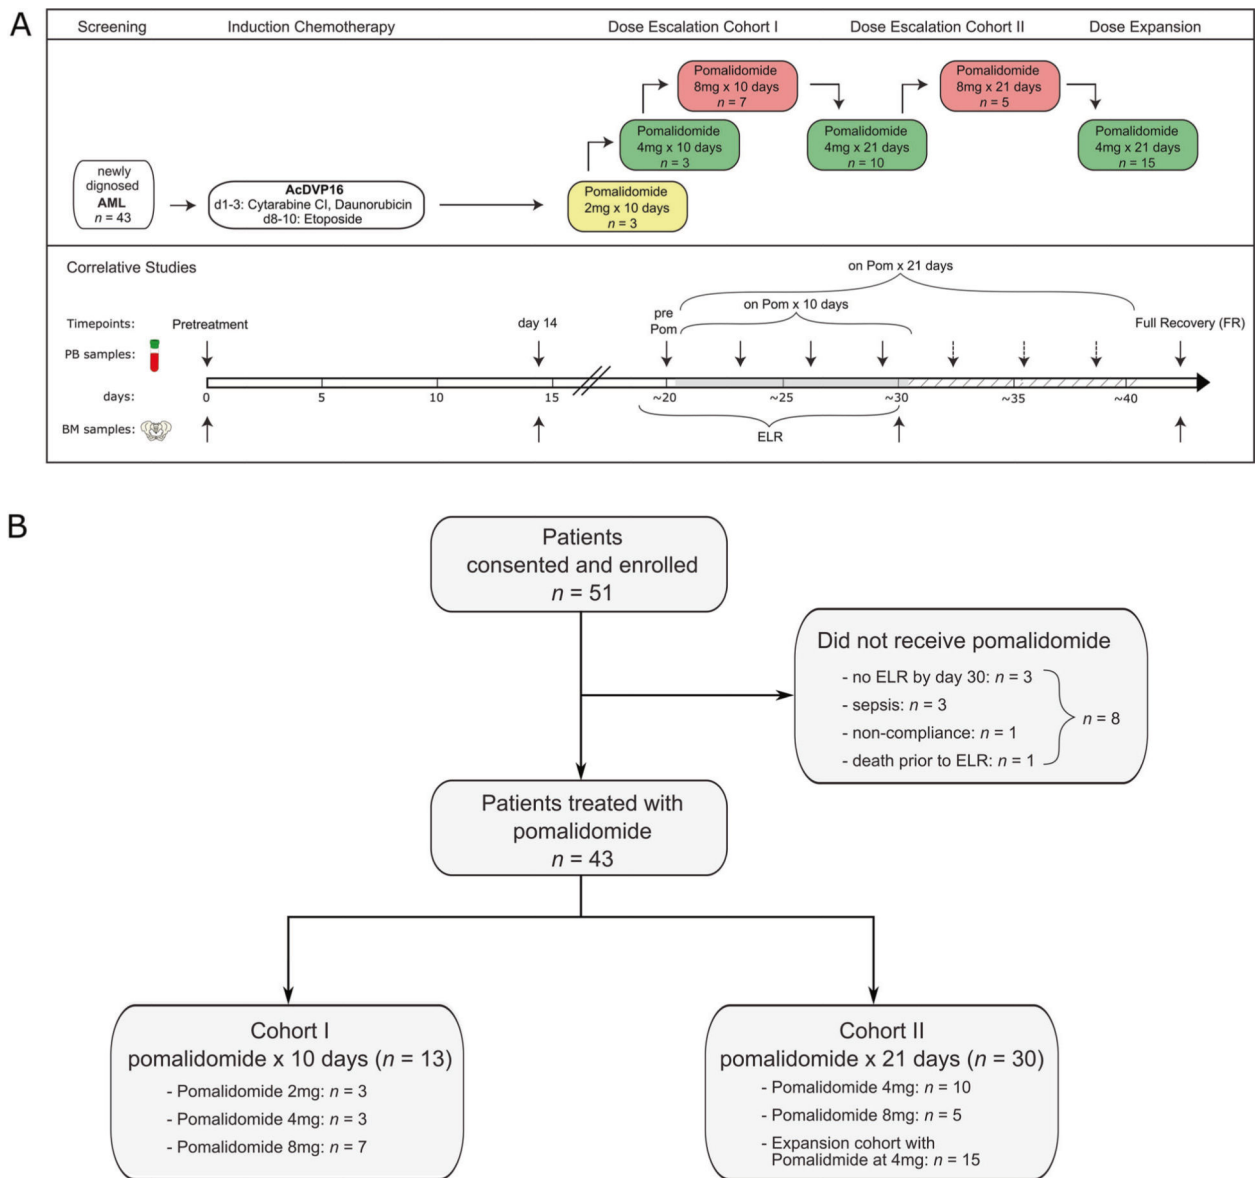 A
Screening
Induction Chemotherapy
Dose Escalation Cohort I
Dose Escalation Cohort II
Dose Expansion
Pomalidomide
8mg x 10 days
n = 7
Pomalidomide
8mg x 21 days
n = 5
Pomalidomide
4mg x 10 days
n = 3
Pomalidomide
4mg x 21 days
n = 10
Pomalidomide
4mg x 21 days
n = 15
newly
dignosed
AML
n = 43
AcDVP16
d1-3: Cytarabine CI, Daunorubicin
d8-10: Etoposide
Pomalidomide
2mg x 10 days
n = 3
Correlative Studies
on Pom x 21 days
on Pom x 10 days
Timepoints:
Pretreatment
day 14
pre
Pom
Full Recovery (FR)
PB samples:
days:
0
5
10
15
~20
~25
~30
~35
~40
BM samples:
ELR
B
Patients
consented and enrolled
n = 51
Did not receive pomalidomide
- no ELR by day 30: n = 3
- sepsis: n = 3
- non-compliance: n = 1
- death prior to ELR: n = 1
n = 8
Patients treated with
pomalidomide
n = 43
Cohort I
pomalidomide x 10 days (n = 13)
- Pomalidomide 2mg: n = 3
- Pomalidomide 4mg: n = 3
- Pomalidomide 8mg: n = 7
Cohort II
pomalidomide x 21 days (n = 30)
- Pomalidomide 4mg: n = 10
- Pomalidomide 8mg: n = 5
- Expansion cohort with
Pomalidmide at 4mg: n = 15